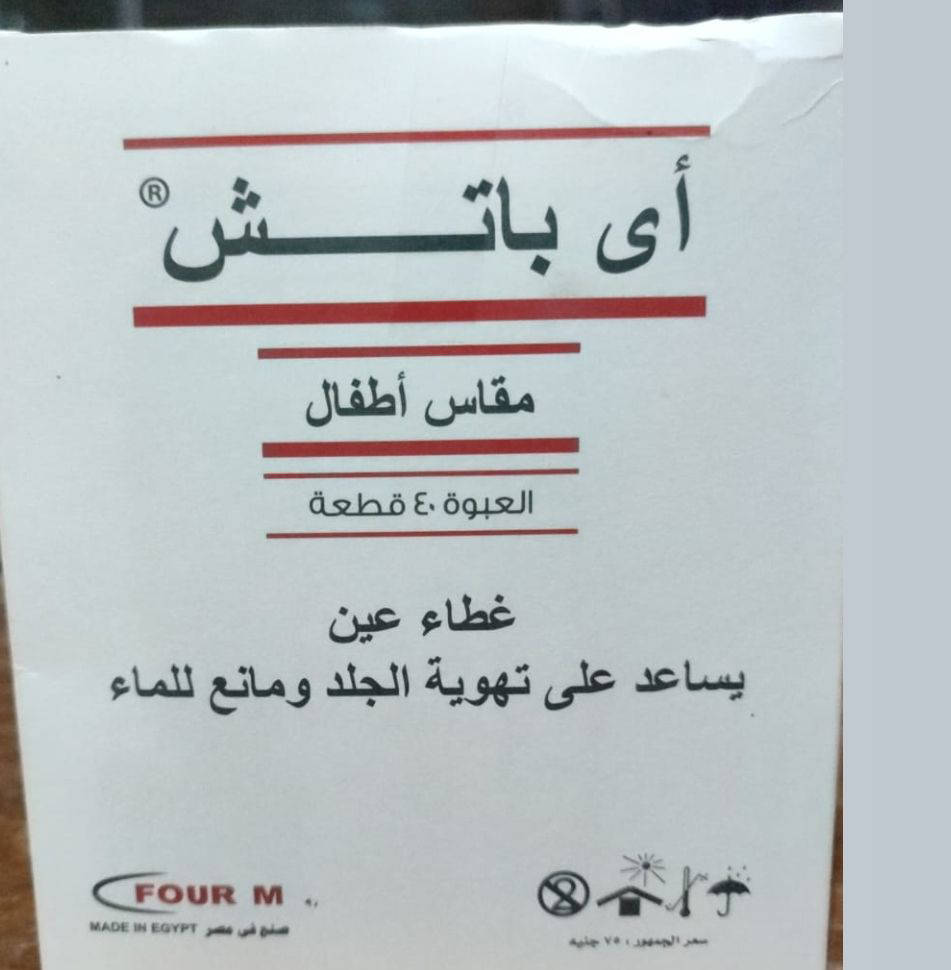 أى باتـــــش®
مقاس أطفال
العبوة ٤٠ قطعة
غطاء عين
يساعد على تهوية الجلد ومانع للماء
FOUR M
MADE IN EGYPT صنع فى مصر
سعر الجمهور : ٧٥ جنيه